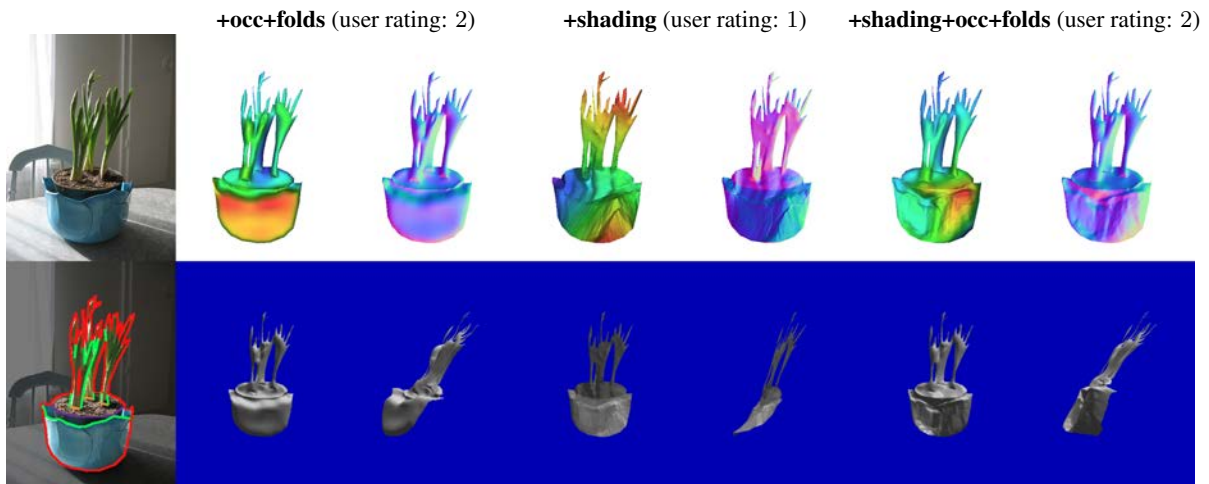 +occ+folds (user rating: 2) +shading (user rating: 1) +shading+occ+folds (user rating: 2)